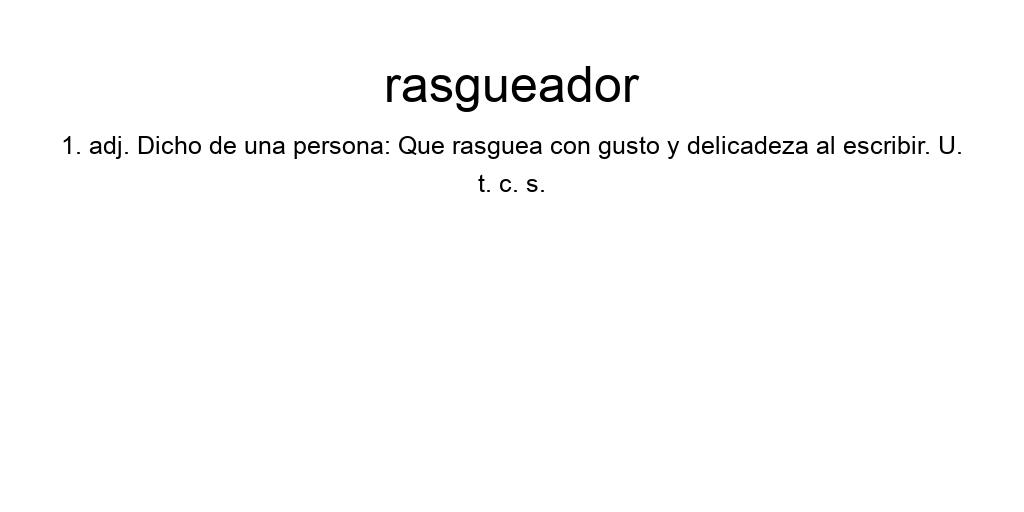 rasgueador
1. adj. Dicho de una persona: Que rasguea con gusto y delicadeza al escribir. U.
t. c. s.